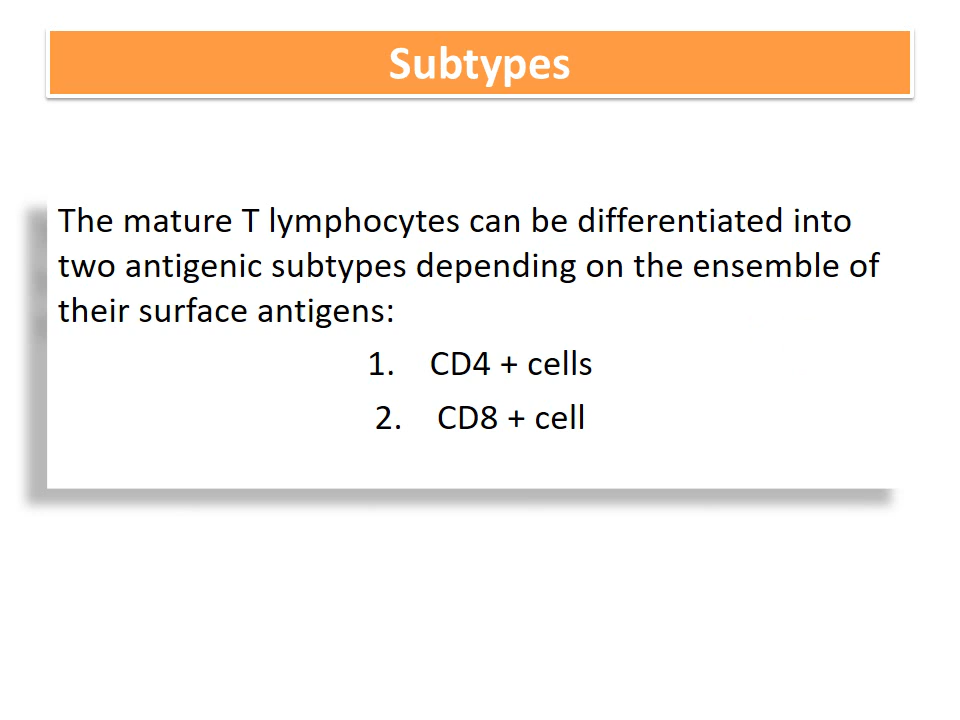 Subtypes
The mature T lymphocytes can be differentiated into
two antigenic subtypes depending on the ensemble of
their surface antigens:
1. CD4 + cells
2. CD8 + cell